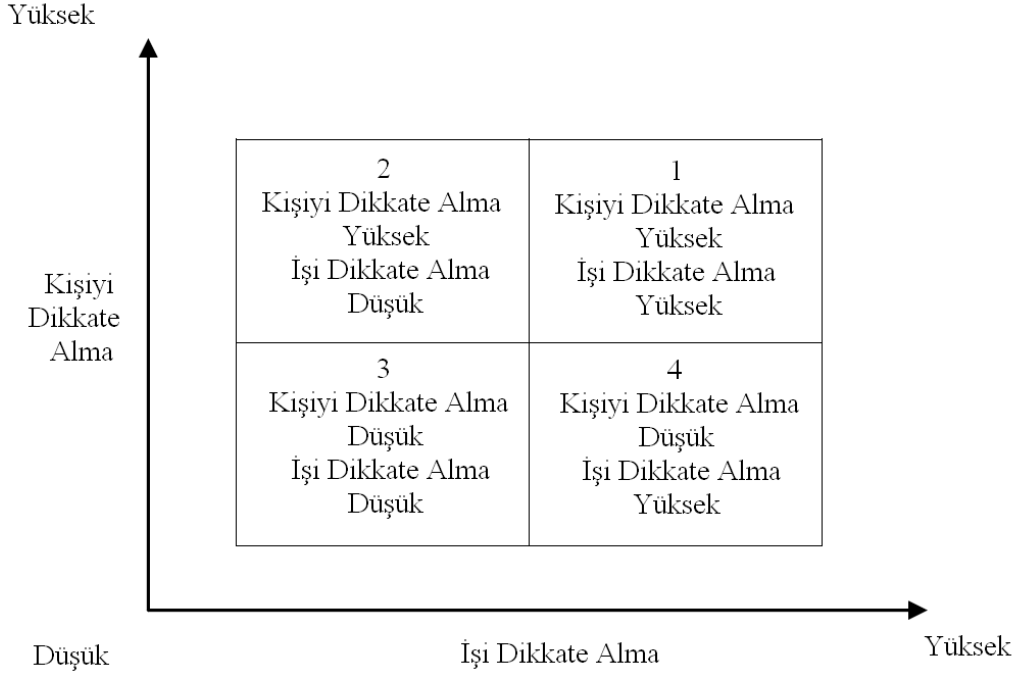 Yüksek
2
Kişiyi Dikkate Alma
Yüksek
İşi Dikkate Alma
Düşük
1
Kişiyi Dikkate Alma
Yüksek
İşi Dikkate Alma
Yüksek
Kişiyi
Dikkate
Alma
3
Kişiyi Dikkate Alma
Düşük
İşi Dikkate Alma
Düşük
4
Kişiyi Dikkate Alma
Düşük
İşi Dikkate Alma
Yüksek
Düşük
İşi Dikkate Alma
Yüksek